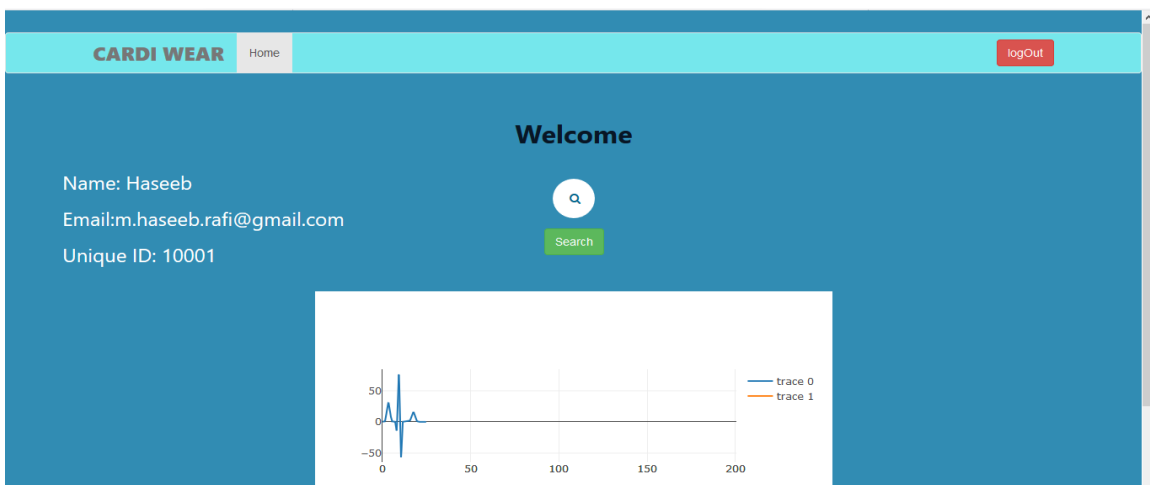 CARDI WEAR Home logOut
Welcome
Name: Haseeb
Email:m.haseeb.rafi@gmail.com
Unique ID: 10001
Search
50
0
−50
0 50 100 150 200
trace 0
trace 1